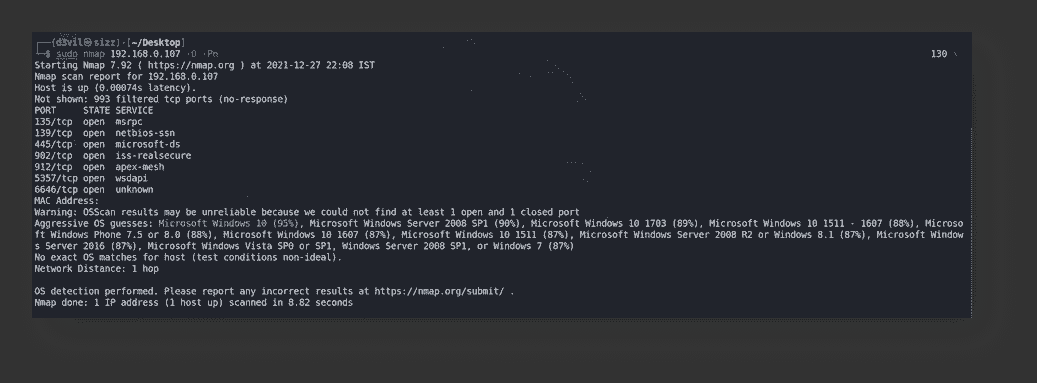 ┌──(d3vil㉿sizz)-[~/Desktop]
└─$ sudo nmap 192.168.0.107 -O -Pn 130
Starting Nmap 7.92 ( https://nmap.org ) at 2021-12-27 22:08 IST
Nmap scan report for 192.168.0.107
Host is up (0.00074s latency).
Not shown: 993 filtered tcp ports (no-response)
PORT     STATE SERVICE
135/tcp  open  msrpc
139/tcp  open  netbios-ssn
445/tcp  open  microsoft-ds
902/tcp  open  iss-realsecure
912/tcp  open  apex-mesh
5357/tcp open  wsdapi
6646/tcp open  unknown
MAC Address:
Warning: OSScan results may be unreliable because we could not find at least 1 open and 1 closed port
Aggressive OS guesses: Microsoft Windows 10 (95%), Microsoft Windows Server 2008 SP1 (90%), Microsoft Windows 10 1703 (89%), Microsoft Windows 10 1511 - 1607 (88%), Microso
ft Windows Phone 7.5 or 8.0 (88%), Microsoft Windows 10 1607 (87%), Microsoft Windows 10 1511 (87%), Microsoft Windows Server 2008 R2 or Windows 8.1 (87%), Microsoft Window
s Server 2016 (87%), Microsoft Windows Vista SP0 or SP1, Windows Server 2008 SP1, or Windows 7 (87%)
No exact OS matches for host (test conditions non-ideal).
Network Distance: 1 hop
OS detection performed. Please report any incorrect results at https://nmap.org/submit/ .
Nmap done: 1 IP address (1 host up) scanned in 8.82 seconds